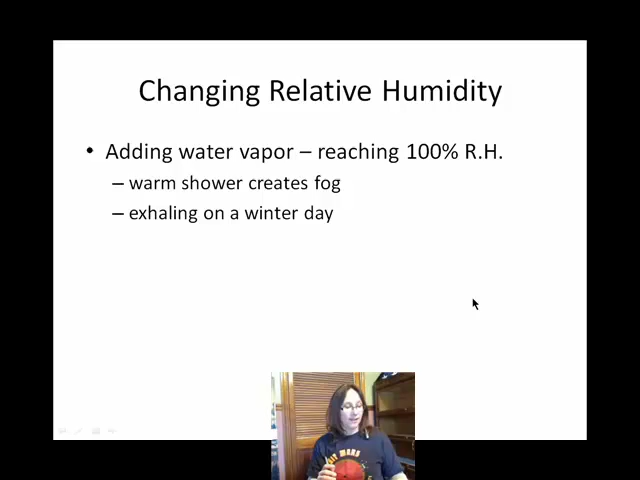 Changing Relative Humidity
• Adding water vapor – reaching 100% R.H.
– warm shower creates fog
– exhaling on a winter day